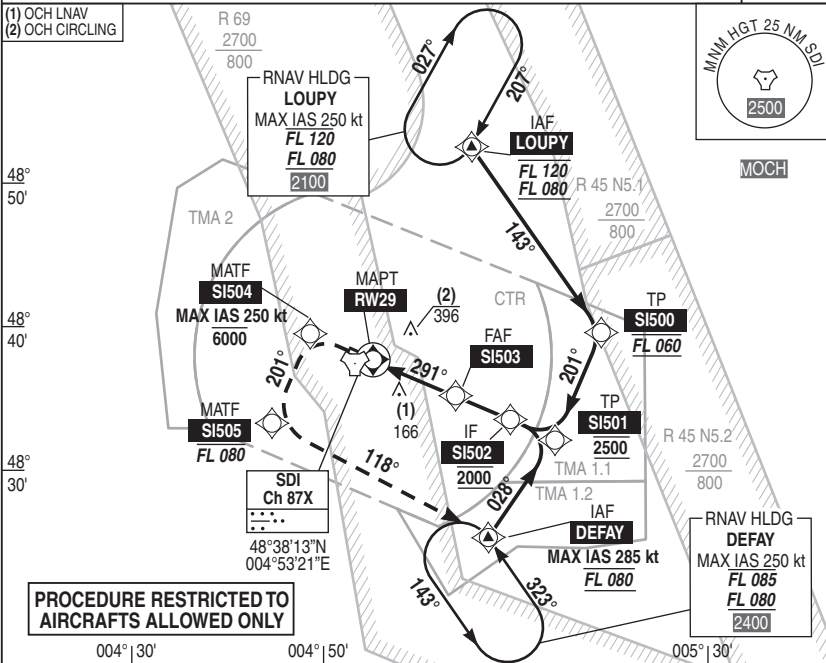 (1) OCH LNAV
(2) OCH CIRCLING
R 69
2700
800
027°
207°
MNM HGT 25 NM SDI
2500
MOCH
RNAV HLDG
LOUPY
MAX IAS 250 kt
FL 120
FL 080
2100
IAF
LOUPY
FL 120
FL 080
R 45 N5.1
2700
800
48°
50'
TMA 2
143°
MATF
SI504
MAX IAS 250 kt
6000
MAPT
RW29
(2)
396
CTR
TP
SI500
FL 060
48°
40'
FAF
SI503
291°
201°
201°
(1)
166
TP
SI501
2500
MATF
SI505
FL 080
IF
SI502
2000
R 45 N5.2
2700
800
48°
30'
118°
TMA 1.1
TMA 1.2
028°
SDI
Ch 87X
48°38'13"N
004°53'21"E
IAF
DEFAY
MAX IAS 285 kt
FL 080
RNAV HLDG
DEFAY
MAX IAS 250 kt
FL 085
FL 080
2400
143°
323°
PROCEDURE RESTRICTED TO
AIRCRAFTS ALLOWED ONLY
004°30'
004°50'
005°30'